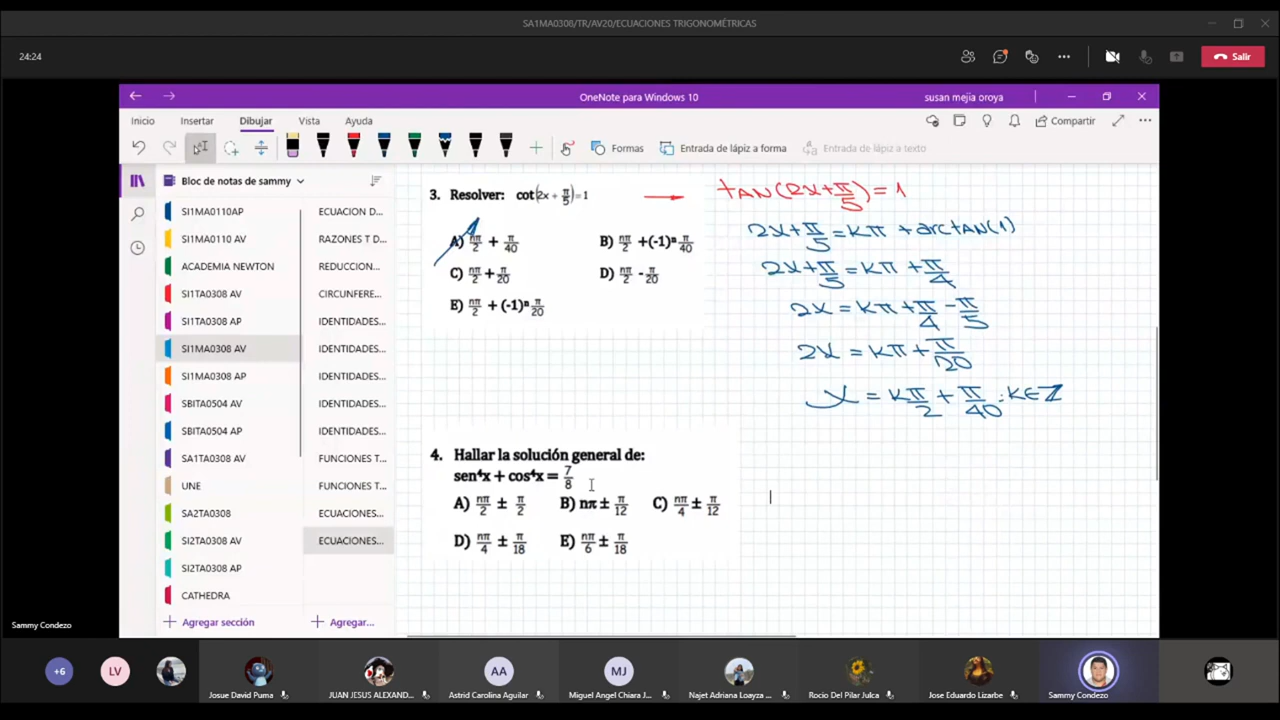 SA1MA0308/TR/AV20/ECUACIONES TRIGONOMÉTRICAS
24:24
Salir
OneNote para Windows 10
susan mejia oroya
Inicio
Insertar
Dibujar
Vista
Ayuda
Compartir
Formas
Entrada de lápiz a forma
Entrada de lápiz a texto
Bloc de notas de sammy
SI1MA0110AP
SI1MA0110 AV
ACADEMIA NEWTON
SI1TA0308 AV
SI1TA0308 AP
SI1MA0308 AV
SI1MA0308 AP
SBITA0504 AV
SBITA0504 AP
SA1TA0308 AV
UNE
SA2TA0308
SI2TA0308 AV
SI2TA0308 AP
CATHEDRA
Agregar sección
ECUACION D...
RAZONES T D...
REDUCCION...
CIRCUNFERE...
IDENTIDADES...
IDENTIDADES...
IDENTIDADES...
IDENTIDADES...
IDENTIDADES...
FUNCIONES T...
FUNCIONES T...
ECUACIONES...
ECUACIONES...
Agregar...
3. Resolver: cot(2x + π/5) = 1
A) nπ/2 + π/40 B) nπ/2 +(-1)ⁿ π/40
C) nπ/2 + π/20 D) nπ/2 - π/20
E) nπ/2 + (-1)ⁿ π/20
TAN(2x+π/5) = 1
2x+π/5 = kπ + arcTAN(1)
2x+π/5 = kπ + π/4
2x = kπ + π/4 - π/5
2x = kπ + π/20
x = kπ/2 + π/40 ; k∈Z
4. Hallar la solución general de:
sen⁴x + cos⁴x = 7/8
A) nπ/2 ± π/2 B) nπ ± π/12 C) nπ/4 ± π/12
D) nπ/4 ± π/18 E) nπ/6 ± π/18
Sammy Condezo
+6
LV
Josue David Puma
JUAN JESUS ALEXAND...
AA
Astrid Carolina Aguilar
MJ
Miguel Angel Chiara J...
Najet Adriana Loayza ...
Rocio Del Pilar Julca
Jose Eduardo Lizarbe
Sammy Condezo